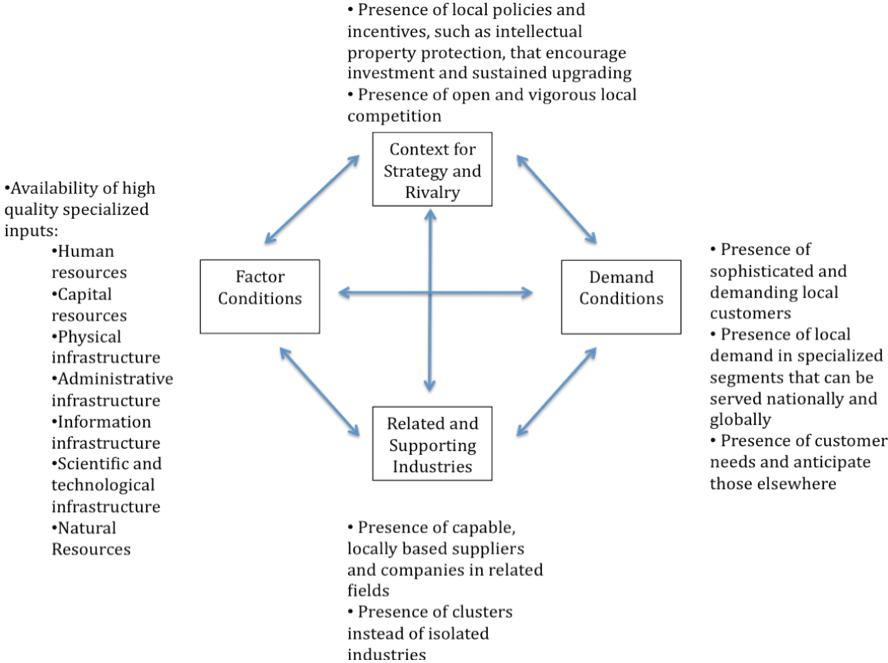 • Presence of local policies and
incentives, such as intellectual
property protection, that encourage
investment and sustained upgrading
• Presence of open and vigorous local
competition
Context for
Strategy and
Rivalry
•Availability of high
quality specialized
inputs:
•Human
resources
•Capital
resources
•Physical
infrastructure
•Administrative
infrastructure
•Information
infrastructure
•Scientific and
technological
infrastructure
•Natural
Resources
Factor
Conditions
Demand
Conditions
• Presence of
sophisticated and
demanding local
customers
• Presence of local
demand in specialized
segments that can be
served nationally and
globally
• Presence of customer
needs and anticipate
those elsewhere
Related and
Supporting
Industries
• Presence of capable,
locally based suppliers
and companies in related
fields
• Presence of clusters
instead of isolated
industries